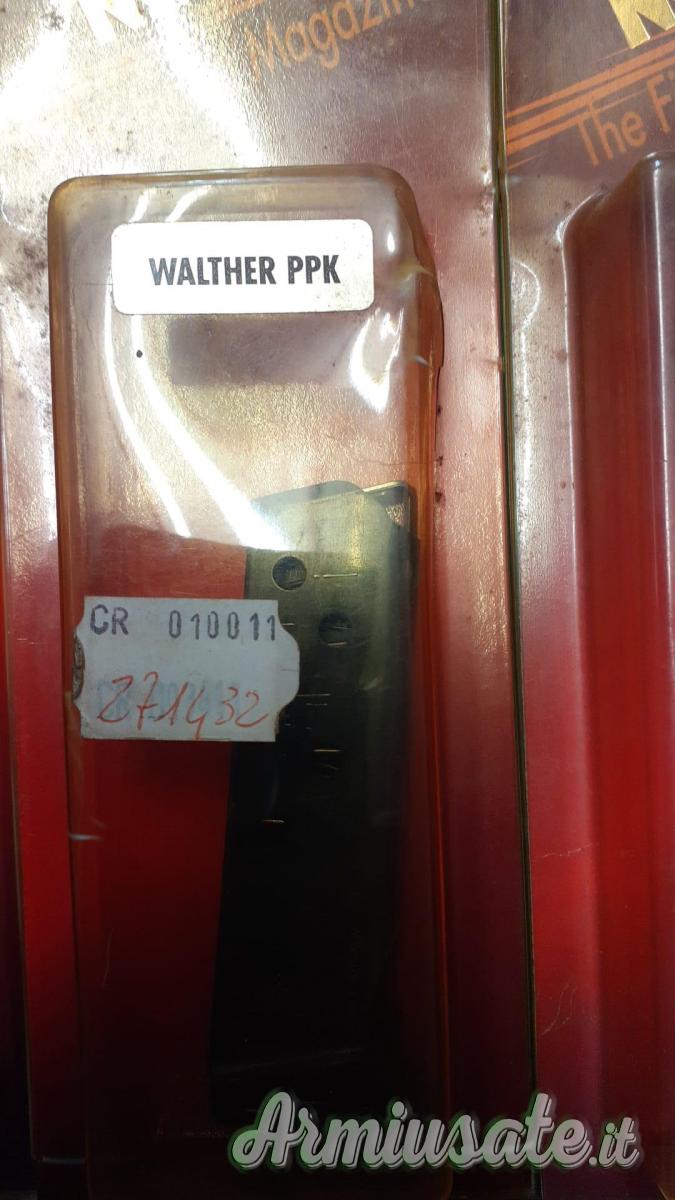 Magazin
The Fi
WALTHER PPK
CR 010011
271432
Armiusate.it